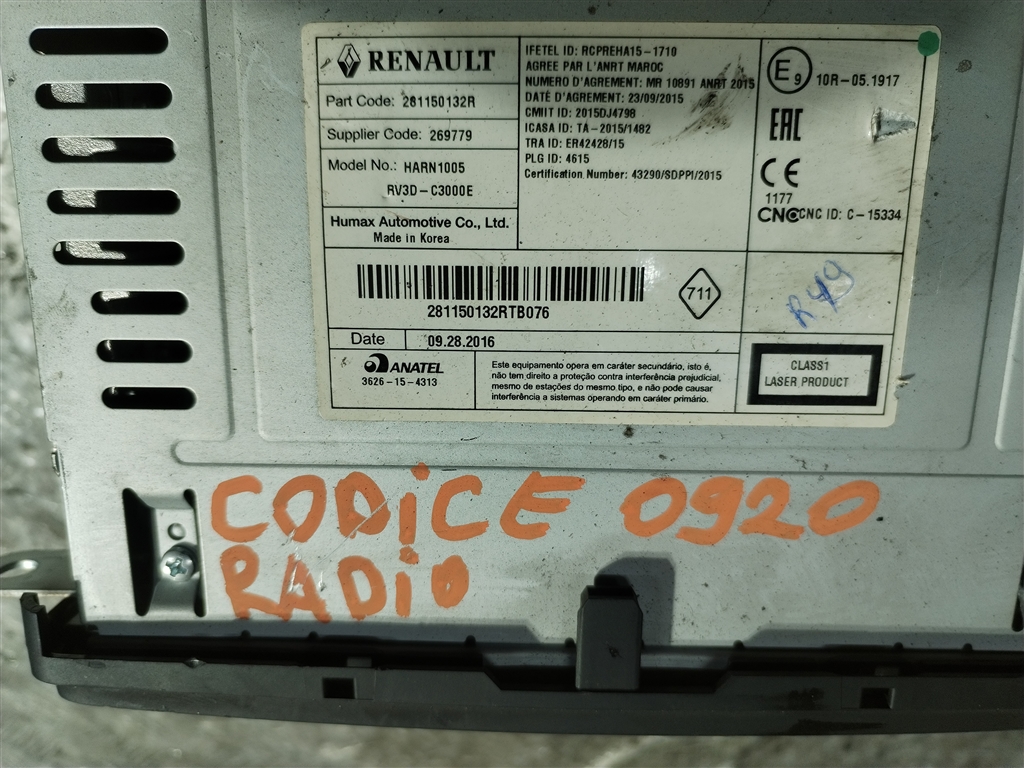 RENAULT
Part Code: 281150132R
Supplier Code: 269779
Model No.: HARN1005
RV3D-C3000E
Humax Automotive Co., Ltd.
Made in Korea
IFETEL ID: RCPREHA15-1710
AGREE PAR L'ANRT MAROC
NUMERO D'AGREMENT: MR 10891 ANRT 2015
DATÉ D'AGREMENT: 23/09/2015
CMIIT ID: 2015DJ4798
ICASA ID: TA-2015/1482
TRA ID: ER42428/15
PLG ID: 4615
Certification Number: 43290/SDPPI/2015
E9 10R-05.1917
EAC
CE
1177
CNC CNC ID: C-15334
281150132RTB076
711
R49
Date 09.28.2016
ANATEL
3626-15-4313
Este equipamento opera em caráter secundário, isto é,
não tem direito a proteção contra interferência prejudicial,
mesmo de estações do mesmo tipo, e não pode causar
interferência a sistemas operando em caráter primário.
CLASS1
LASER PRODUCT
CODiCE 0920
RADiO